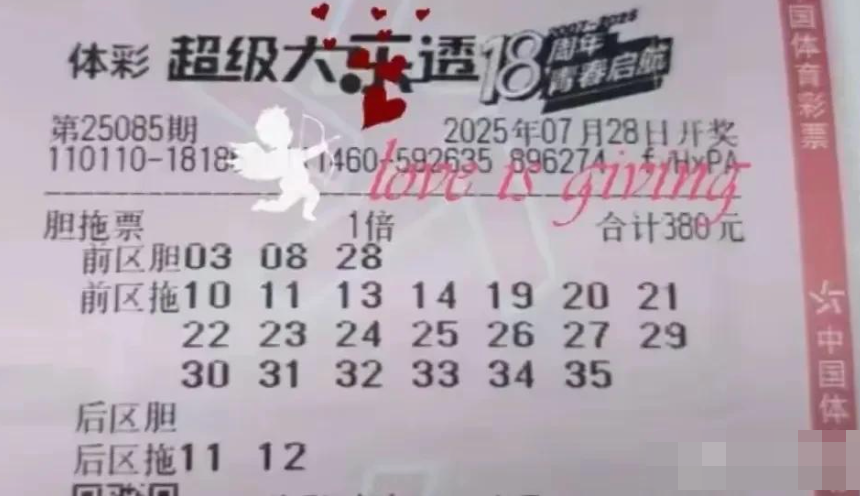 体彩 超级大乐透 18 2007-2025
周年
青春启航
第25085期 2025年07月28日开奖
110110-1818 11460-592635 896274 fvHxPA
love is giving
胆拖票 1倍 合计380元
前区胆03 08 28
前区拖10 11 13 14 19 20 21
22 23 24 25 26 27 29
30 31 32 33 34 35
后区胆
后区拖11 12
国体育彩票
中国体